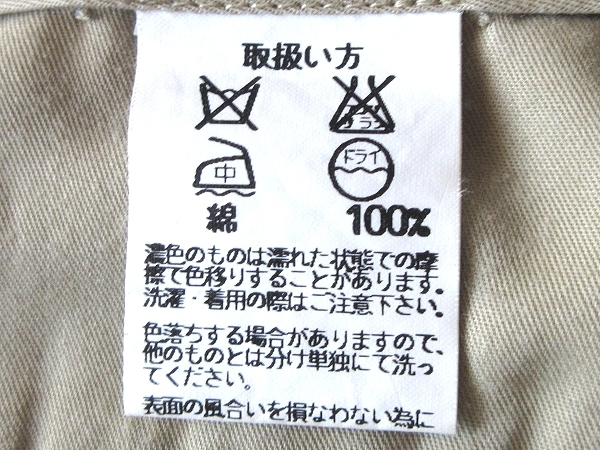 取扱い方
中 ドライ
綿 100%
濃色のものは濡れた状態での摩
擦で色移りすることがあります。
洗濯・着用の際はご注意下さい。
色落ちする場合がありますので、
他のものとは分け単独にて洗っ
てください。
表面の風合いを損なわない為に